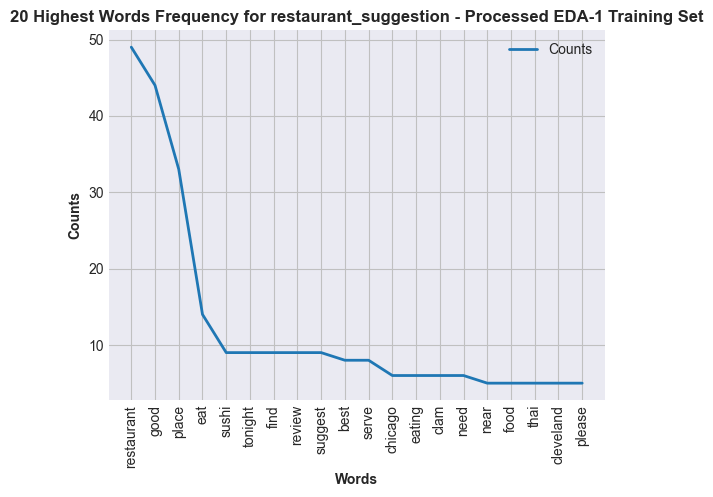 20 Highest Words Frequency for restaurant_suggestion - Processed EDA-1 Training Set
Counts
50
40
30
20
10
Counts
restaurant
good
place
eat
sushi
tonight
find
review
suggest
best
serve
chicago
eating
clam
need
near
food
thai
cleveland
please
Words